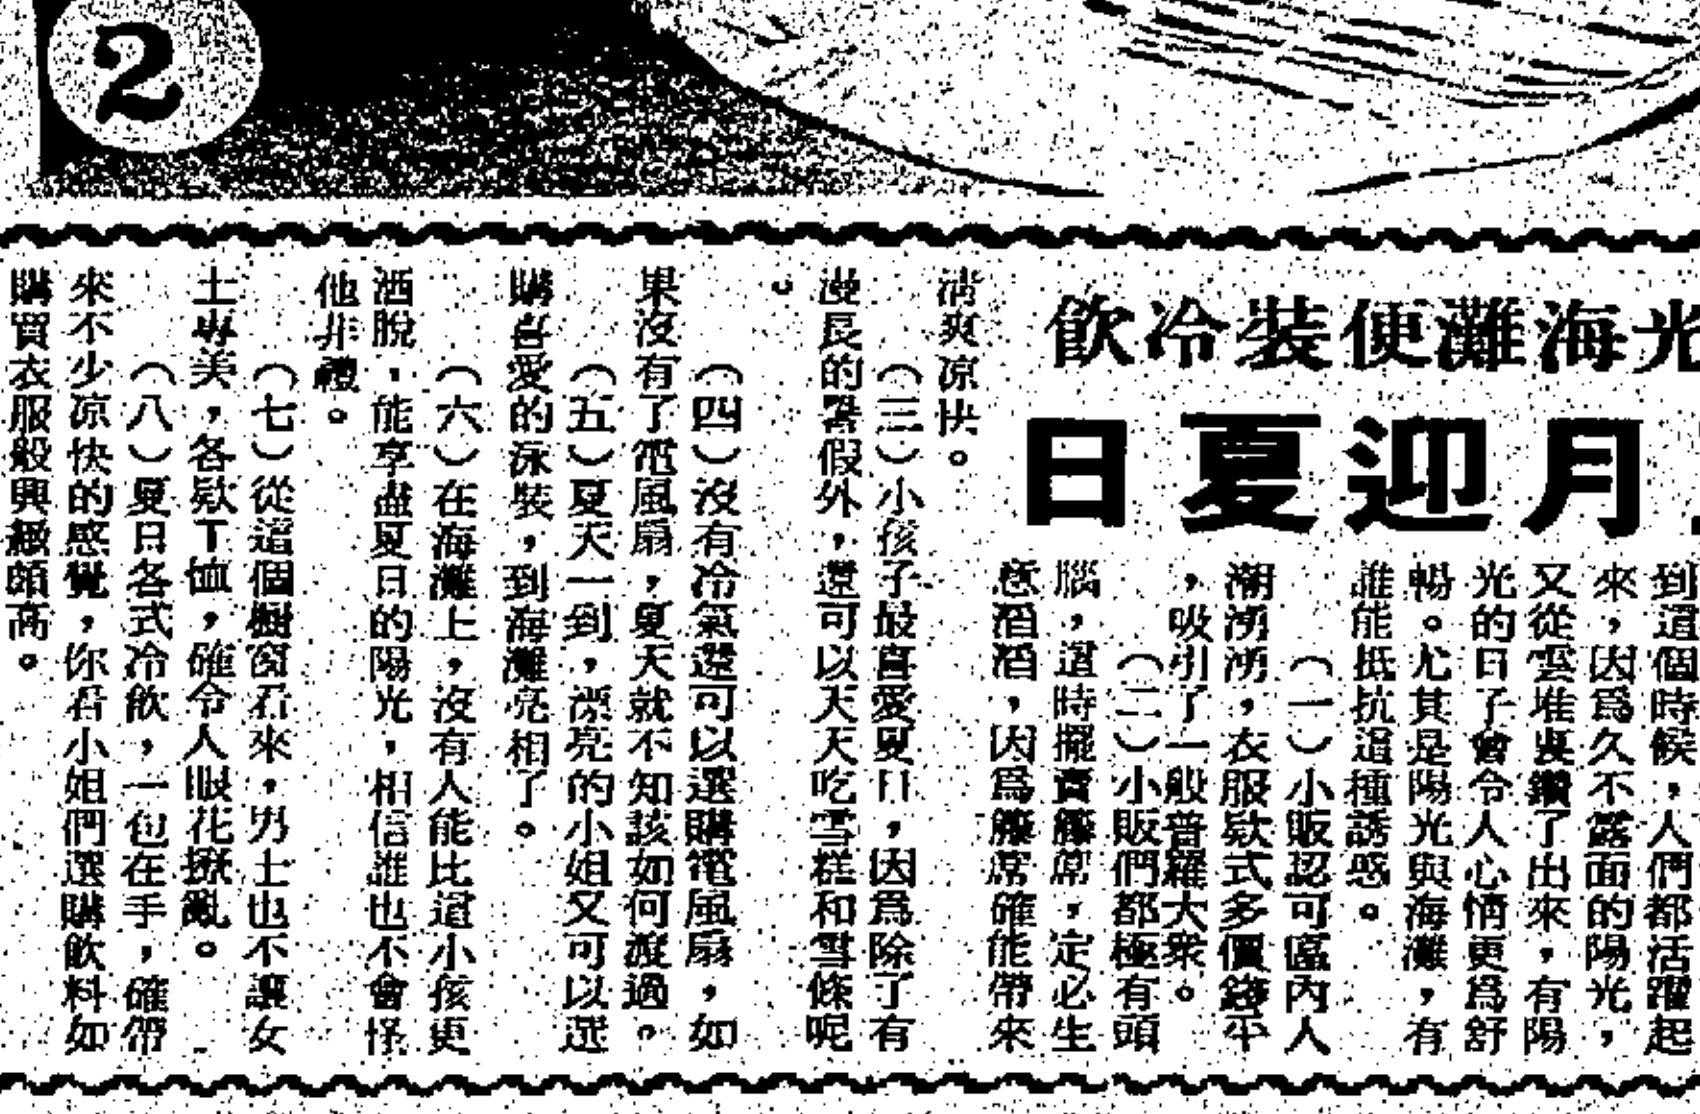 2
光海灘便裝冷飲
月迎夏日
到這個時候，人們都活躍起
來，因爲久不露面的陽光，
又從雲堆裏鑽了出來，有陽
光的日子會令人心情更爲舒
暢。尤其是陽光與海灘，有
誰能抵抗這種誘惑。
（一）小販認可區內人
潮湧湧，衣服欵式多價錢平
，吸引了一般普羅大衆。
（二）小販們都極有頭
腦，這時擺賣籐席，定必生
意滔滔，因爲籐席確能帶來
清爽凉快。
（三）小孩子最喜愛夏日，因爲除了有
漫長的暑假外，還可以天天吃雪糕和雪條呢
。
（四）沒有冷氣還可以選購電風扇，如
果沒有了電風扇，夏天就不知該如何渡過。
（五）夏天一到，漂亮的小姐又可以選
購喜愛的泳裝，到海灘亮相了。
（六）在海灘上，沒有人能比這小孩更
洒脫，能享盡夏日的陽光，相信誰也不會怪
他非禮。
（七）從這個櫥窗看來，男士也不讓女
士專美，各欵T恤，確令人眼花撩亂。
（八）夏日各式冷飲，一包在手，確帶
來不少凉快的感覺，你看小姐們選購飲料如
購買衣服般興緻頗高。